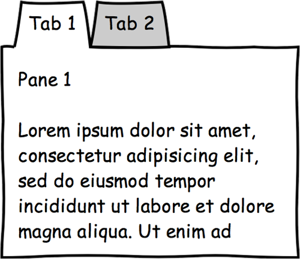 Tab 1 Tab 2
Pane 1
Lorem ipsum dolor sit amet,
consectetur adipisicing elit,
sed do eiusmod tempor
incididunt ut labore et dolore
magna aliqua. Ut enim ad